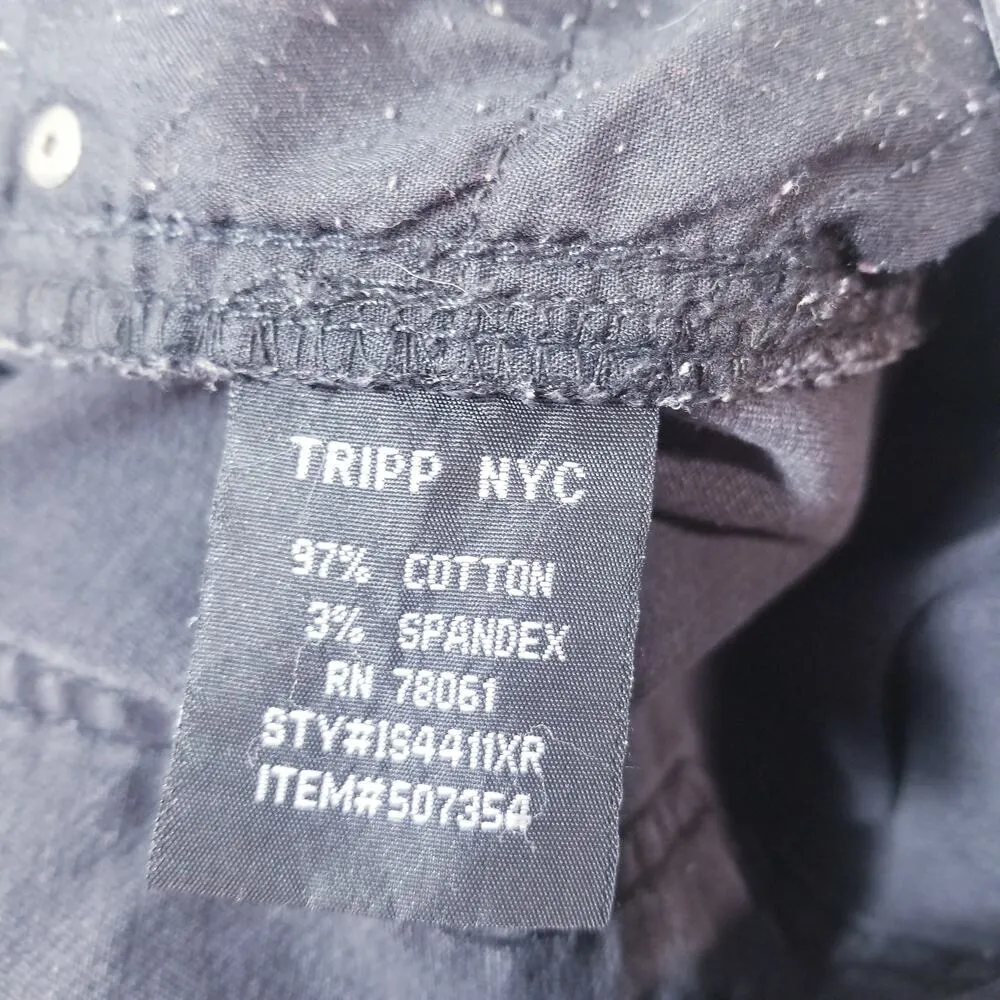 TRIPP NYC
97% COTTON
3% SPANDEX
RN 78061
STY#IS4411XR
ITEM#507354